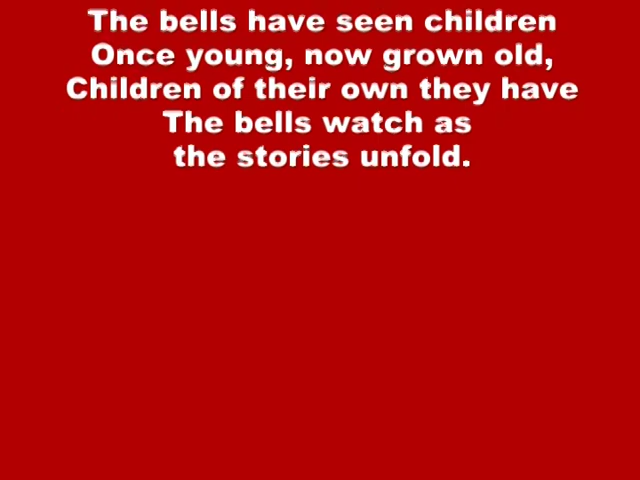 The bells have seen children
Once young, now grown old,
Children of their own they have
The bells watch as
the stories unfold.